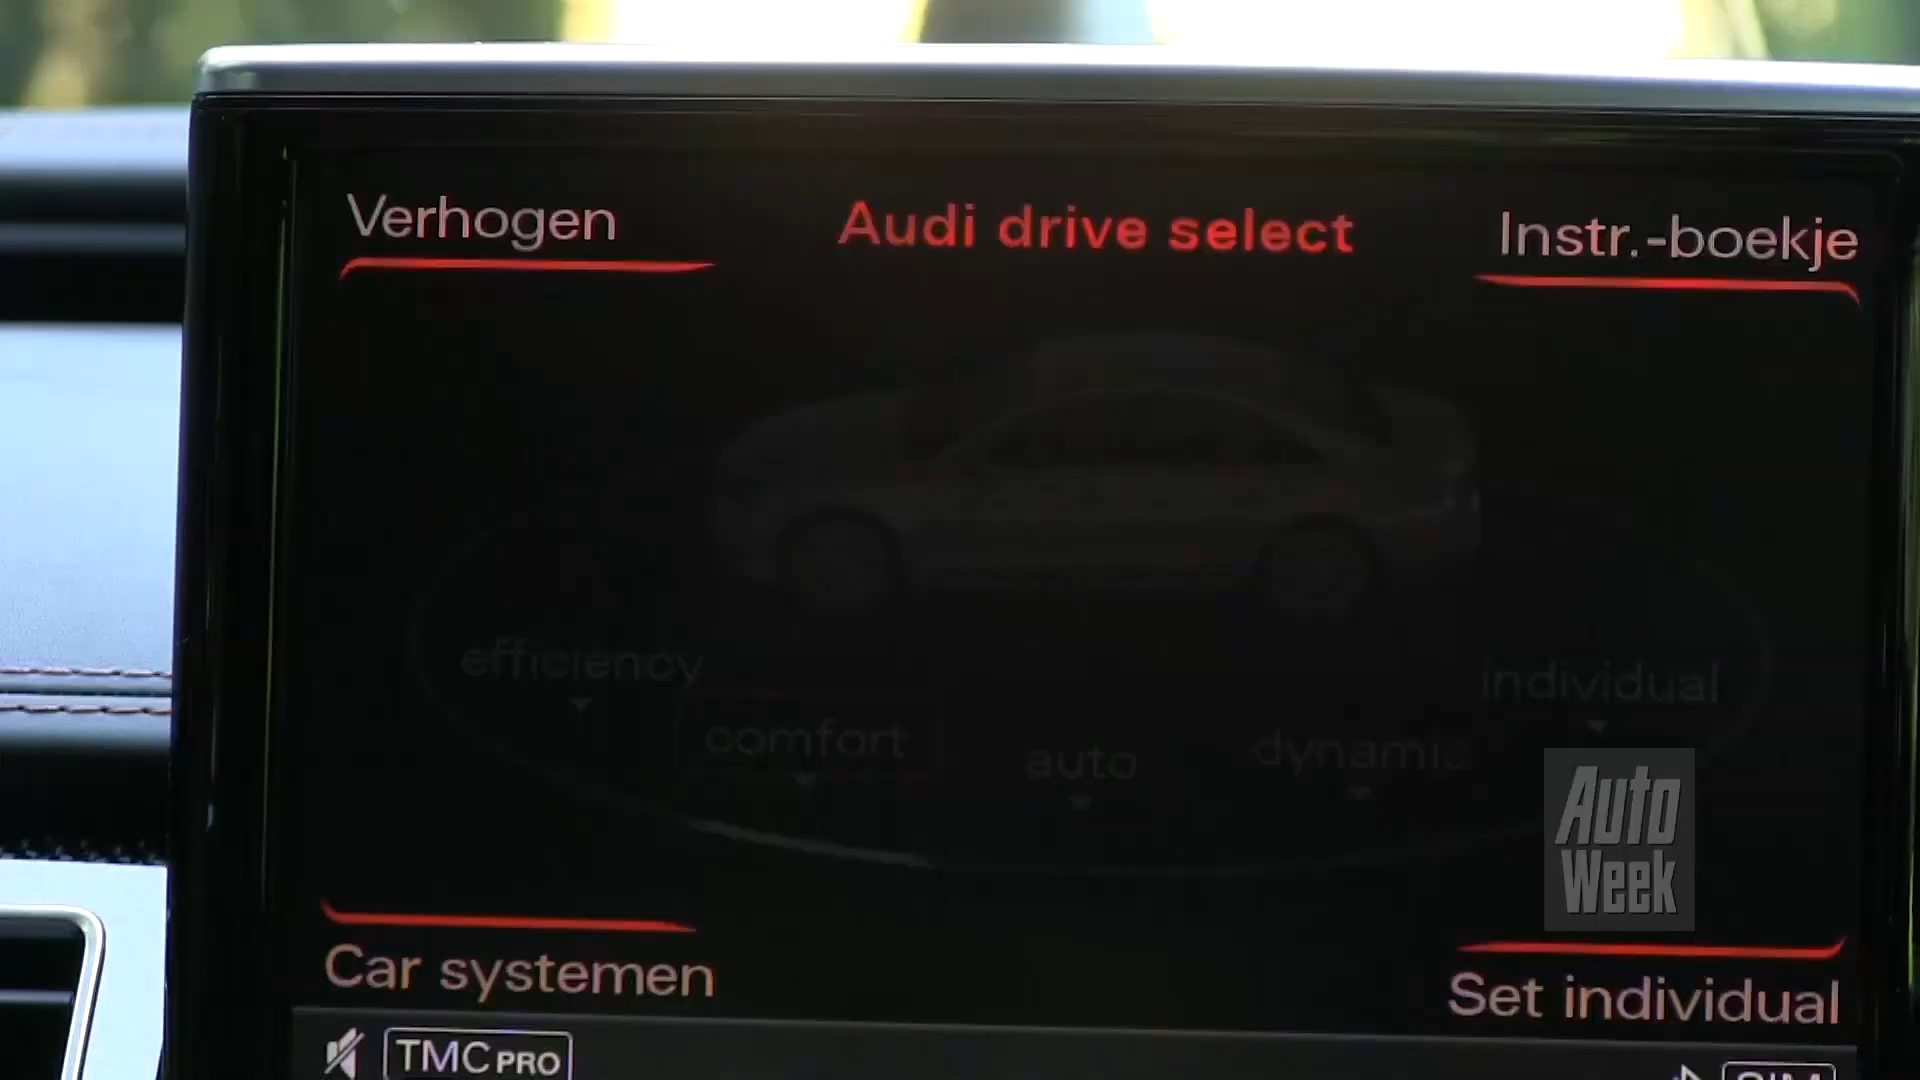 Verhogen
Audi drive select
Instr.-boekje
efficiency
comfort
auto
dynamic
individual
Auto
Week
Car systemen
Set individual
TMC PRO
SIM